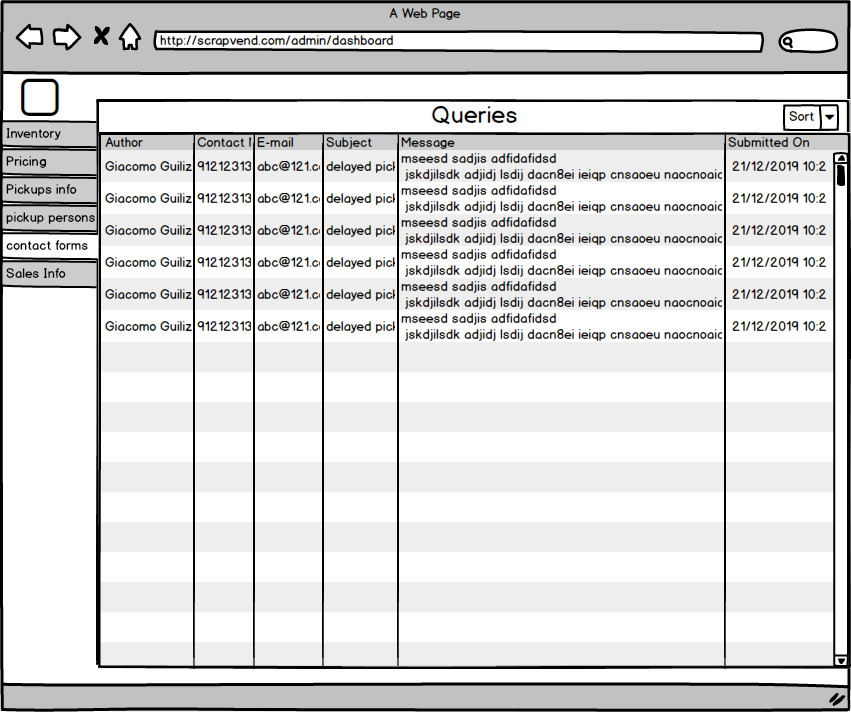 A Web Page
http://scrapvend.com/admin/dashboard
Queries
Sort
Inventory
Pricing
Pickups info
pickup persons
contact forms
Sales Info
Author Contact E-mail Subject Message Submitted On
Giacomo Guiliz 91212313 abc@121.c delayed pick mseesd sadjis adfidafidsd 21/12/2019 10:2
jskdjilsdk adjidj lsdij dacn8ei ieiqp cnsaoeu naocnoaic
Giacomo Guiliz 91212313 abc@121.c delayed pick mseesd sadjis adfidafidsd 21/12/2019 10:2
jskdjilsdk adjidj lsdij dacn8ei ieiqp cnsaoeu naocnoaic
Giacomo Guiliz 91212313 abc@121.c delayed pick mseesd sadjis adfidafidsd 21/12/2019 10:2
jskdjilsdk adjidj lsdij dacn8ei ieiqp cnsaoeu naocnoaic
Giacomo Guiliz 91212313 abc@121.c delayed pick mseesd sadjis adfidafidsd 21/12/2019 10:2
jskdjilsdk adjidj lsdij dacn8ei ieiqp cnsaoeu naocnoaic
Giacomo Guiliz 91212313 abc@121.c delayed pick mseesd sadjis adfidafidsd 21/12/2019 10:2
jskdjilsdk adjidj lsdij dacn8ei ieiqp cnsaoeu naocnoaic
Giacomo Guiliz 91212313 abc@121.c delayed pick mseesd sadjis adfidafidsd 21/12/2019 10:2
jskdjilsdk adjidj lsdij dacn8ei ieiqp cnsaoeu naocnoaic